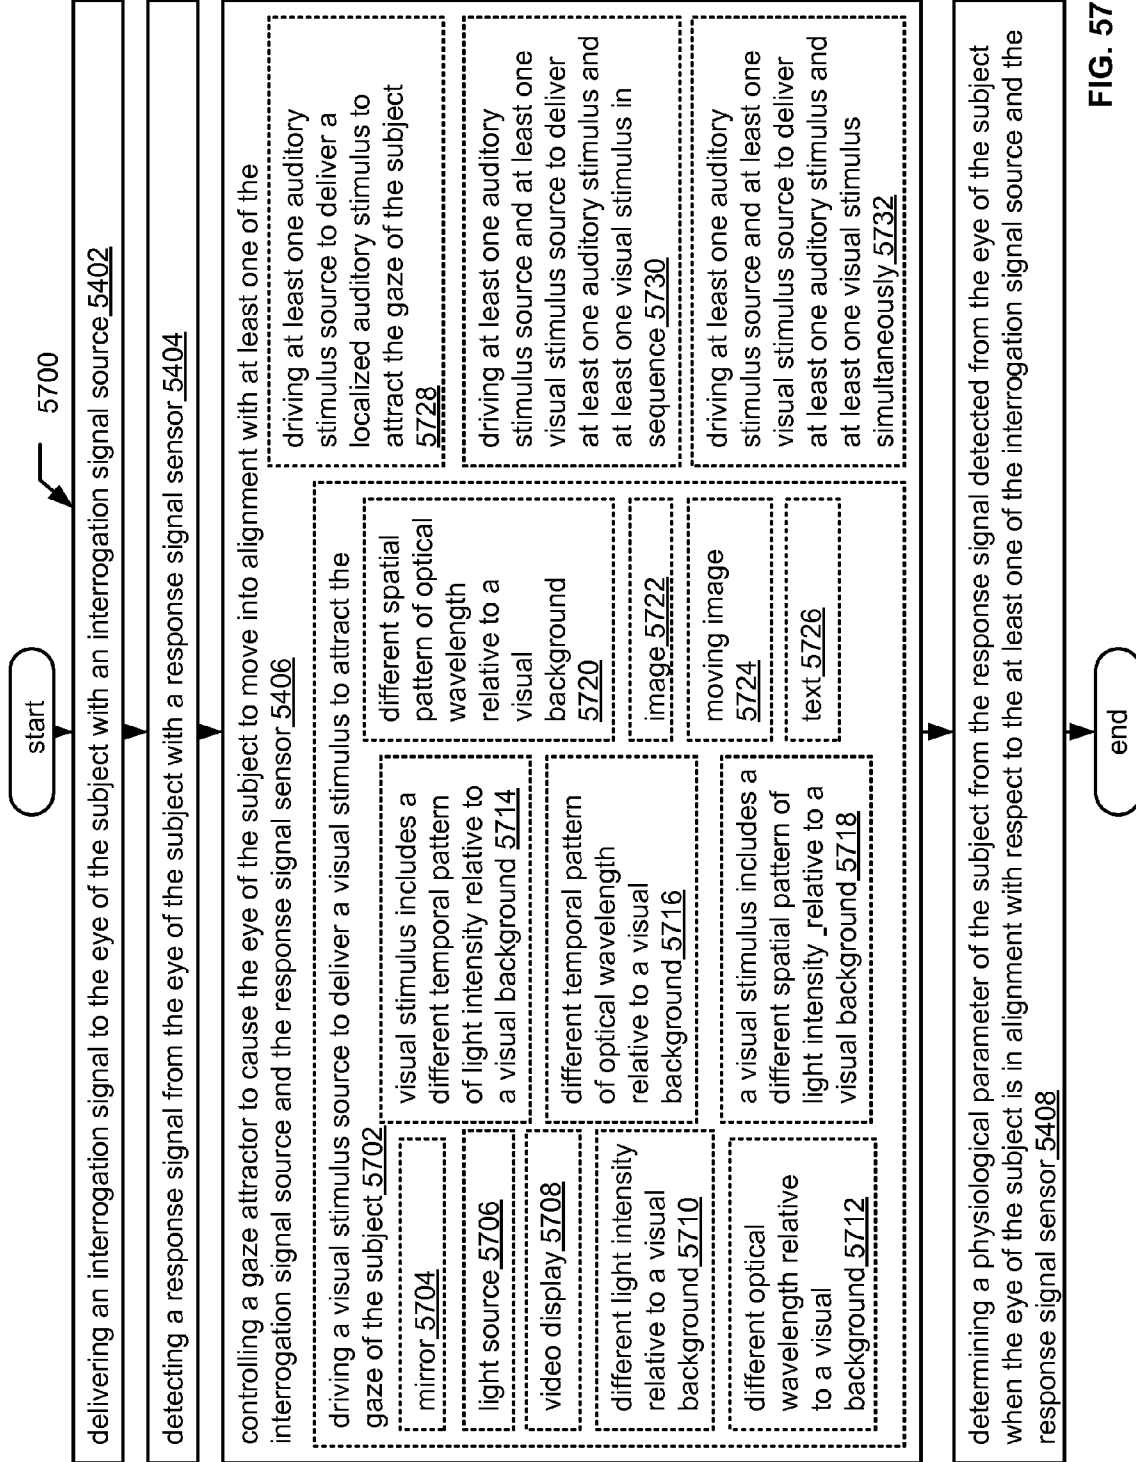 start
5700
delivering an interrogation signal to the eye of the subject with an interrogation signal source 5402
detecting a response signal from the eye of the subject with a response signal sensor 5404
controlling a gaze attractor to cause the eye of the subject to move into alignment with at least one of the
interrogation signal source and the response signal sensor 5406
driving a visual stimulus source to deliver a visual stimulus to attract the
gaze of the subject 5702
mirror 5704
light source 5706
video display 5708
different light intensity
relative to a visual
background 5710
different optical
wavelength relative
to a visual
background 5712
visual stimulus includes a
different temporal pattern
of light intensity relative to
a visual background 5714
different temporal pattern
of optical wavelength
relative to a visual
background 5716
a visual stimulus includes a
different spatial pattern of
light intensity relative to a
visual background 5718
different spatial
pattern of optical
wavelength
relative to a
visual
background
5720
image 5722
moving image
5724
text 5726
driving at least one auditory
stimulus source to deliver a
localized auditory stimulus to
attract the gaze of the subject
5728
driving at least one auditory
stimulus source and at least one
visual stimulus source to deliver
at least one auditory stimulus and
at least one visual stimulus in
sequence 5730
driving at least one auditory
stimulus source and at least one
visual stimulus source to deliver
at least one auditory stimulus and
at least one visual stimulus
simultaneously 5732
determining a physiological parameter of the subject from the response signal detected from the eye of the subject
when the eye of the subject is in alignment with respect to the at least one of the interrogation signal source and the
response signal sensor 5408
end
FIG. 57